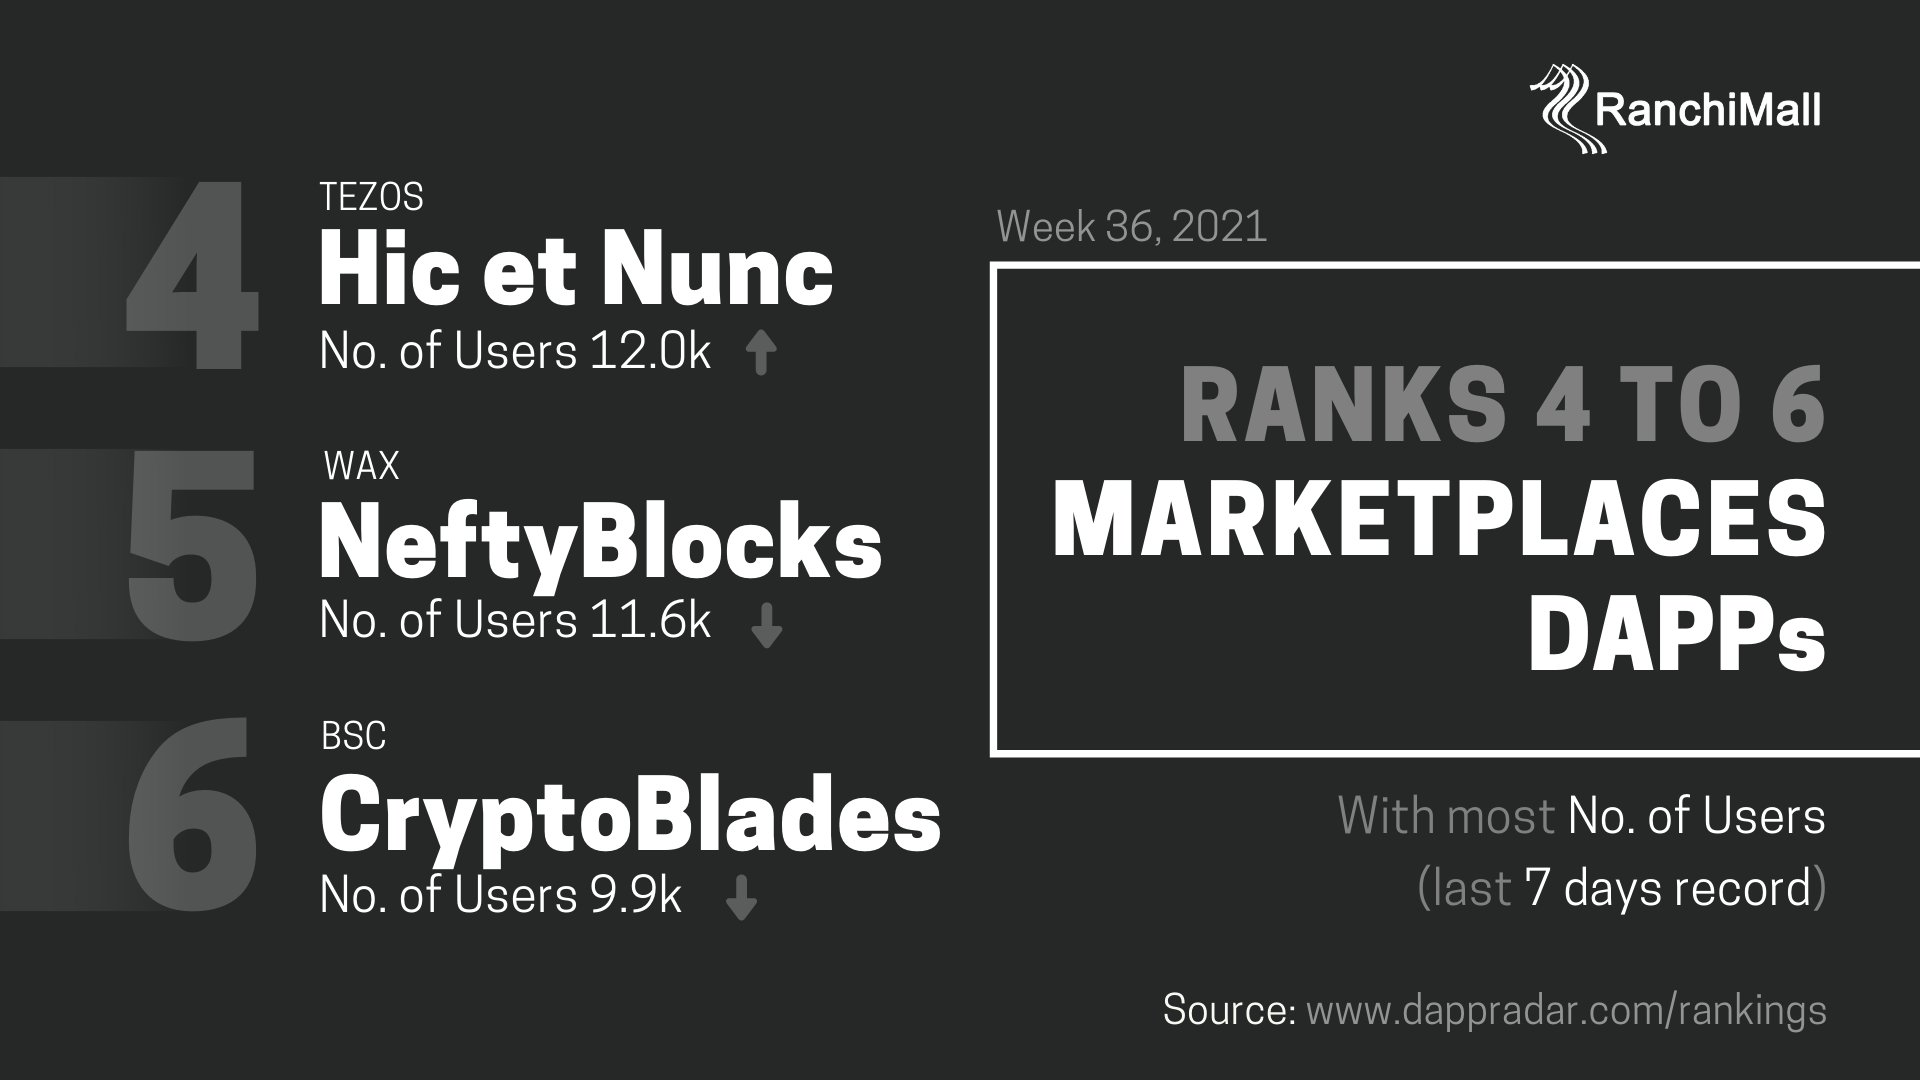 RanchiMall
4
TEZOS
Hic et Nunc
No. of Users 12.0k
5
WAX
NeftyBlocks
No. of Users 11.6k
6
BSC
CryptoBlades
No. of Users 9.9k
Week 36, 2021
RANKS 4 TO 6
MARKETPLACES
DAPPs
With most No. of Users
(last 7 days record)
Source: www.dappradar.com/rankings